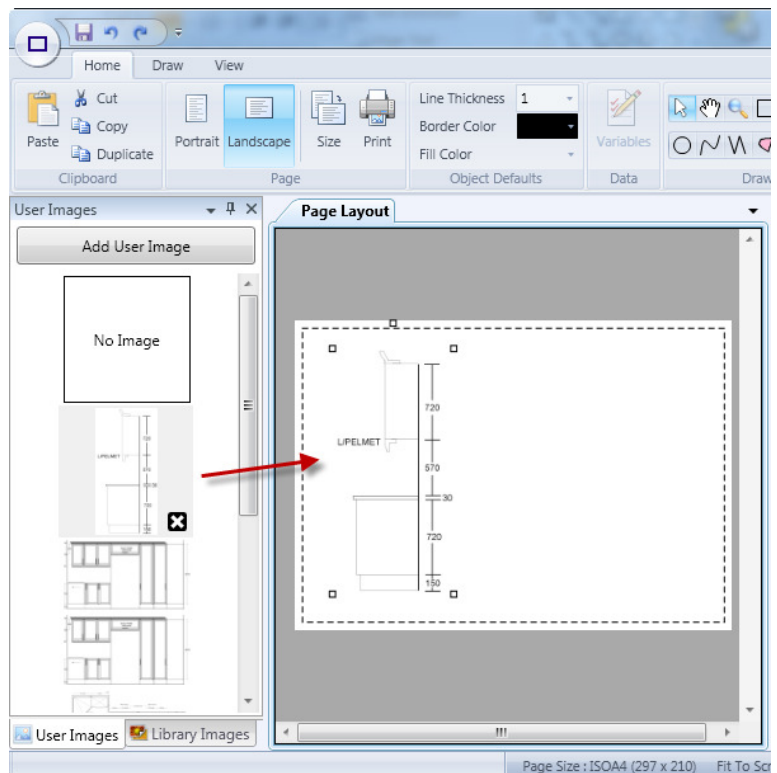 Home Draw View
Cut
Copy
Duplicate
Paste
Clipboard
Portrait Landscape Size Print
Page
Line Thickness 1
Border Color
Fill Color
Object Defaults
Variables
Data
Draw
User Images
Page Layout
Add User Image
No Image
720
L/PELMET
570
30
720
150
User Images Library Images
Page Size : ISOA4 (297 x 210) Fit To Scr